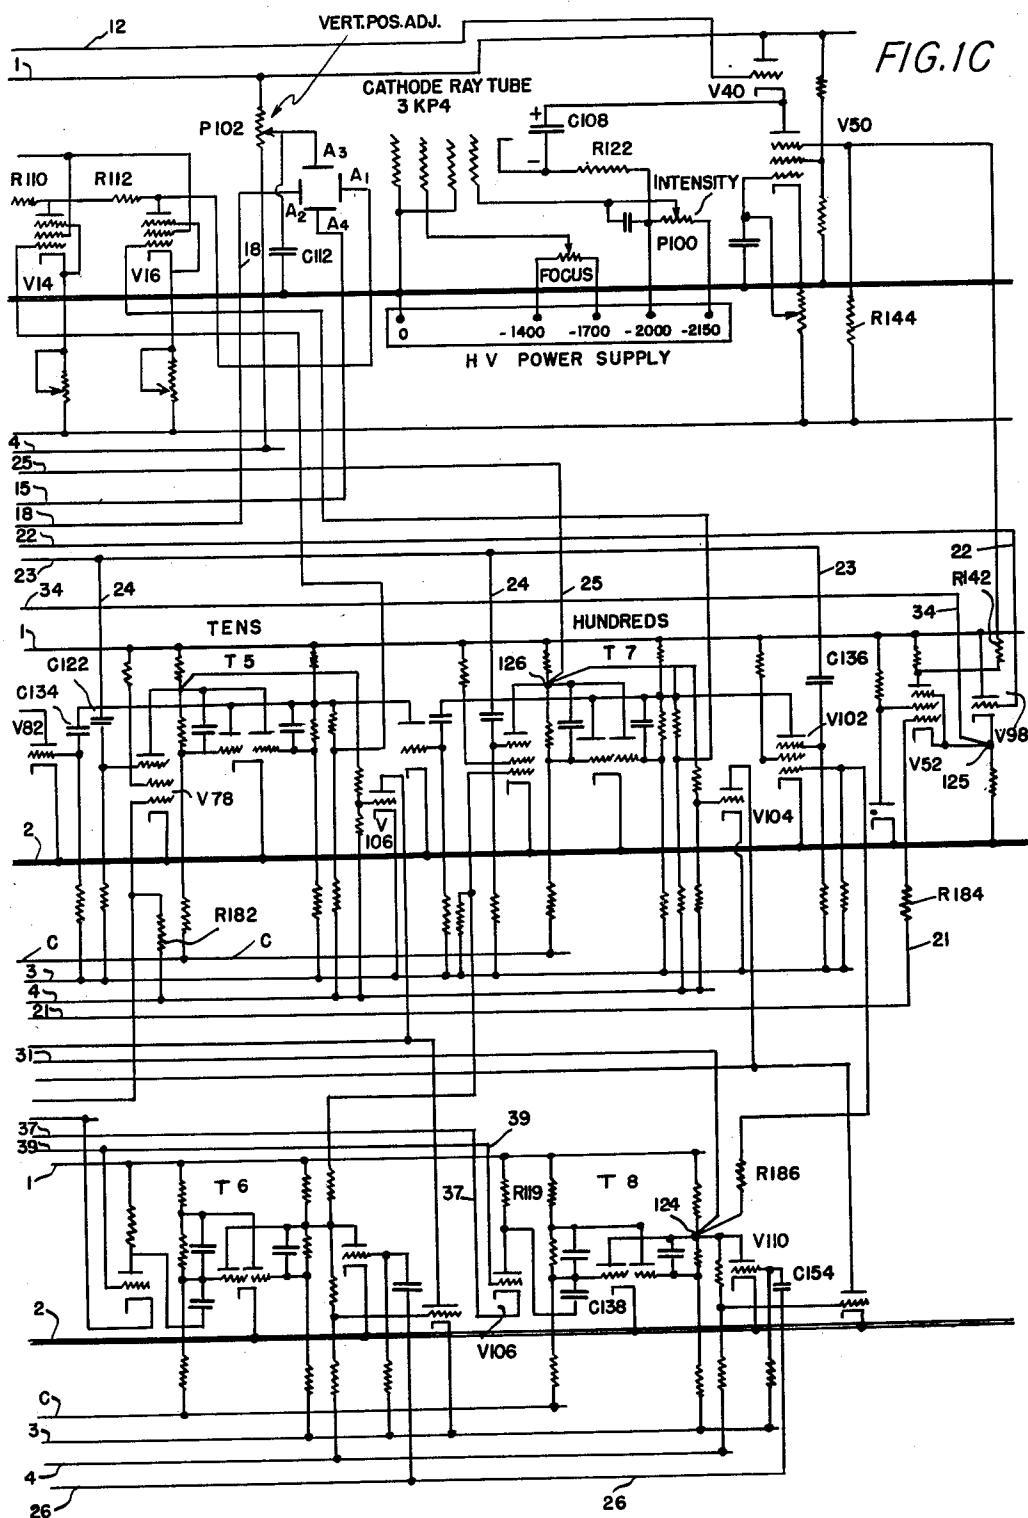 VERT.POS.ADJ.
12
FIG.1C
1
CATHODE RAY TUBE
3 KP4
V40
P102
+
C108
V50
A3
R122
R110
R112
A1
INTENSITY
A2
A4
P100
18
C112
V14
V16
FOCUS
R144
0
-1400
-1700
-2000
-2150
H V POWER SUPPLY
4
25
15
18
22
22
23
24
24
25
23
R142
34
34
TENS
HUNDREDS
1
T 5
126
T 7
C122
C136
C134
V82
V102
V98
V52
125
V78
V
106
V104
2
R182
R184
C
C
21
3
4
21
31
37
39
39
1
T 6
37
R119
T 8
R186
124
V110
C154
C138
2
V106
C
3
4
26
26